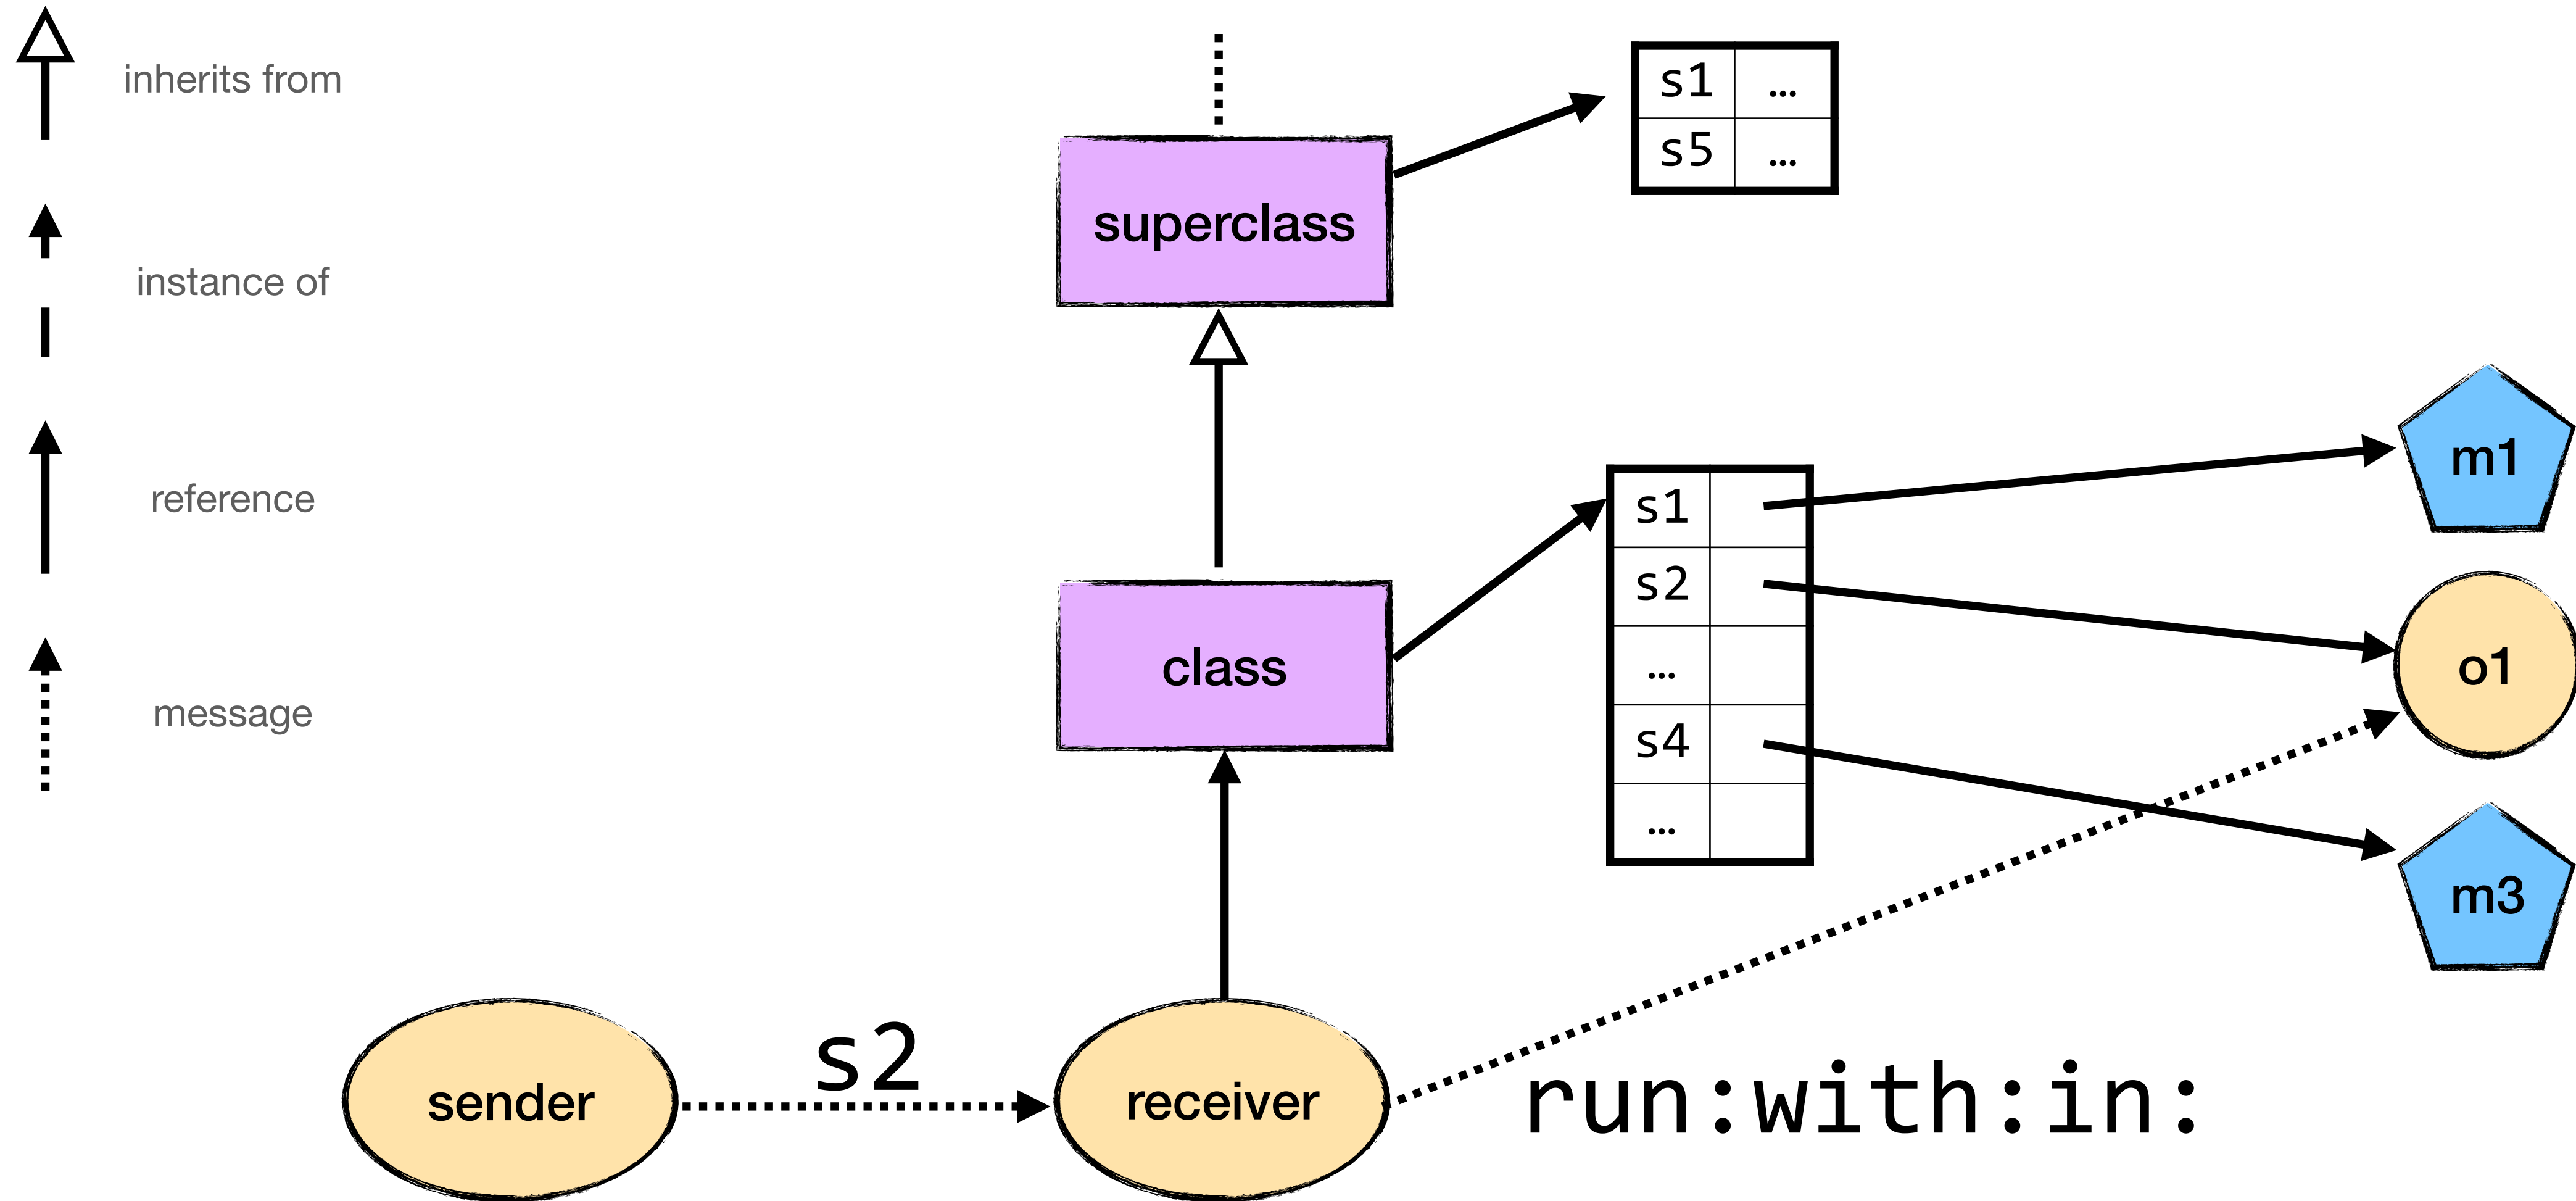 inherits from
instance of
reference
message
superclass
s1 …
s5 …
class
s1
s2
…
s4
…
m1
o1
m3
sender
s2
receiver
run:with:in: